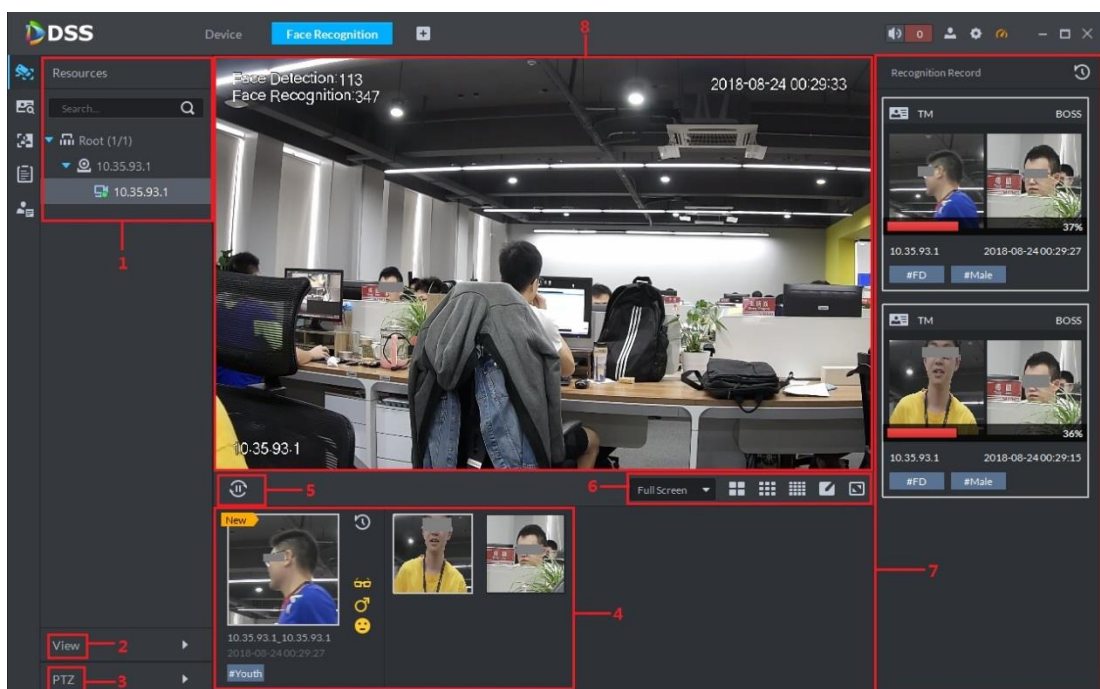 DSS
Device
Face Recognition
8
0
Resources
Search...
Root (1/1)
10.35.93.1
10.35.93.1
1
Face Detection:113
Face Recognition:347
2018-08-24 00:29:33
10.35.93.1
Recognition Record
TM
BOSS
37%
10.35.93.1
2018-08-24 00:29:27
#FD
#Male
TM
BOSS
36%
10.35.93.1
2018-08-24 00:29:15
#FD
#Male
5
6
Full Screen
7
New
10.35.93.1_10.35.93.1
2018-08-24 00:29:27
#Youth
4
View
2
PTZ
3